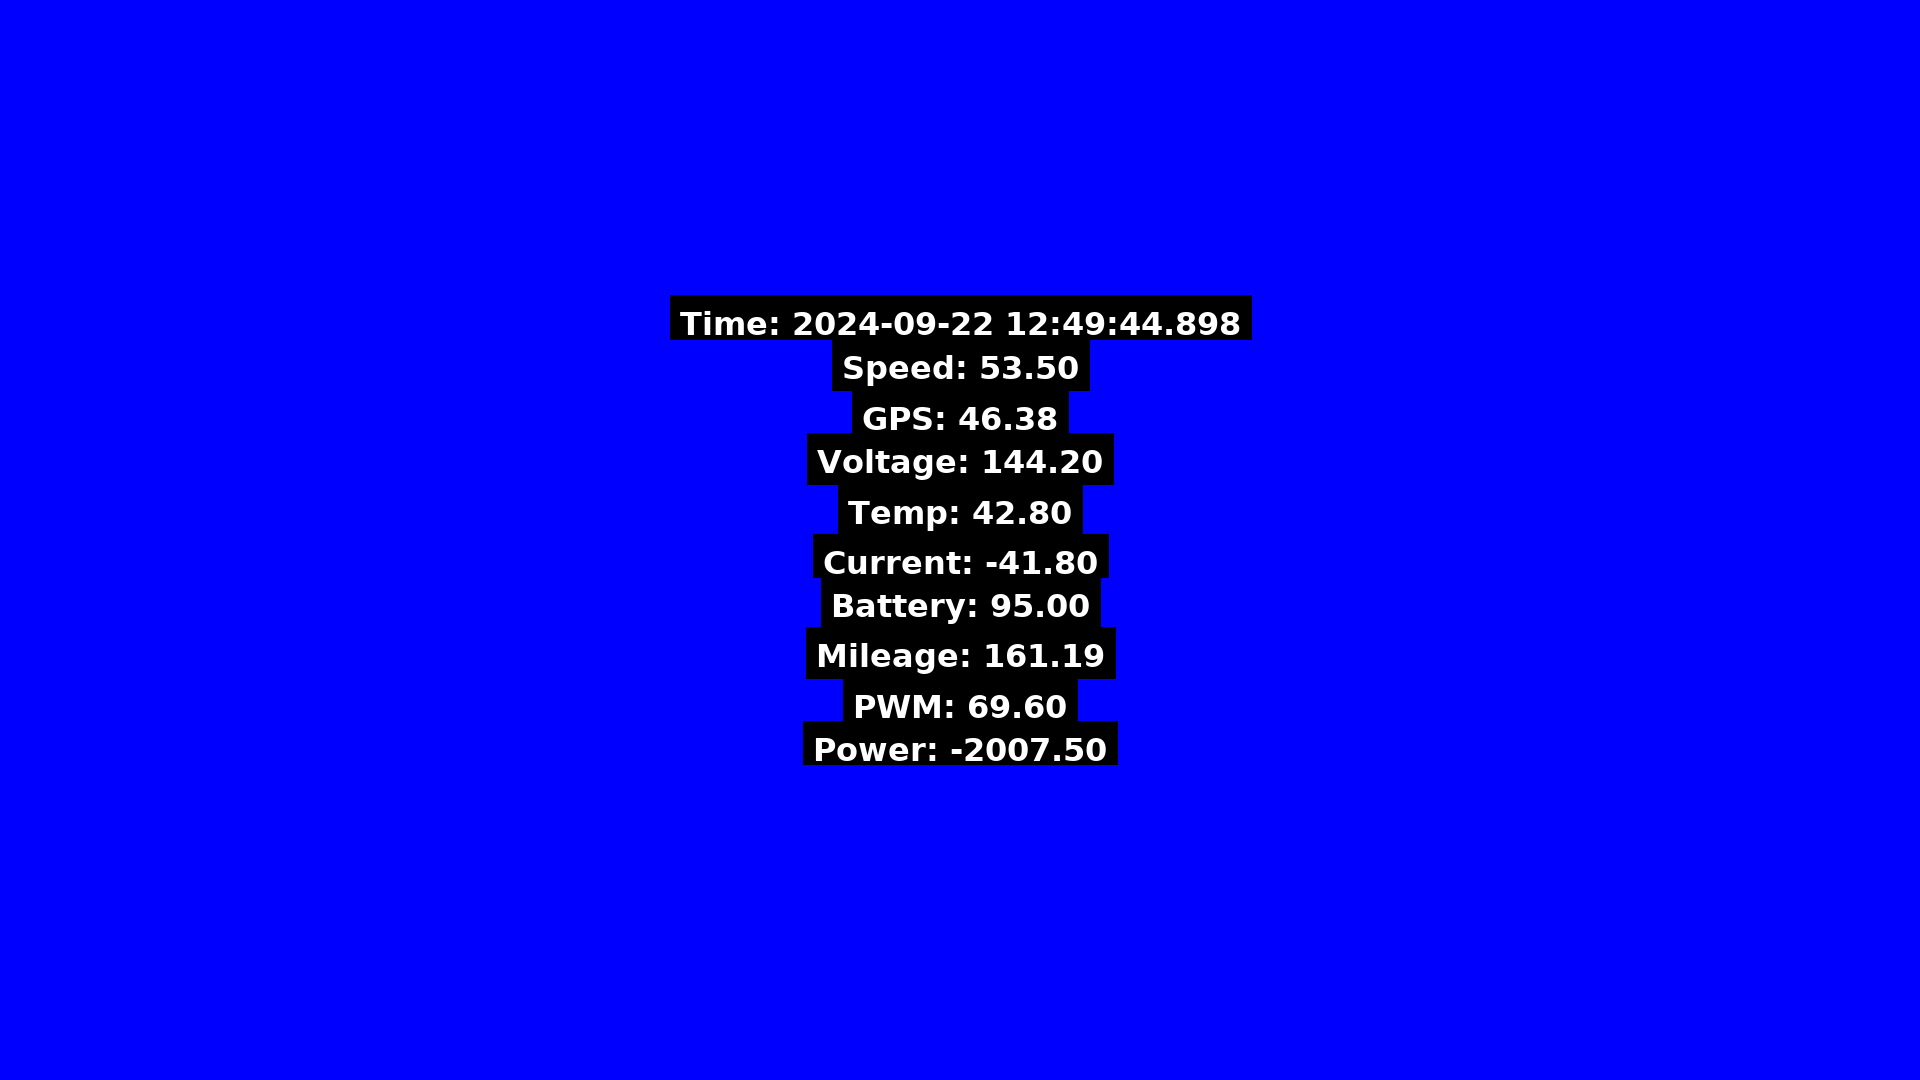 Time: 2024-09-22 12:49:44.898
Speed: 53.50
GPS: 46.38
Voltage: 144.20
Temp: 42.80
Current: -41.80
Battery: 95.00
Mileage: 161.19
PWM: 69.60
Power: -2007.50